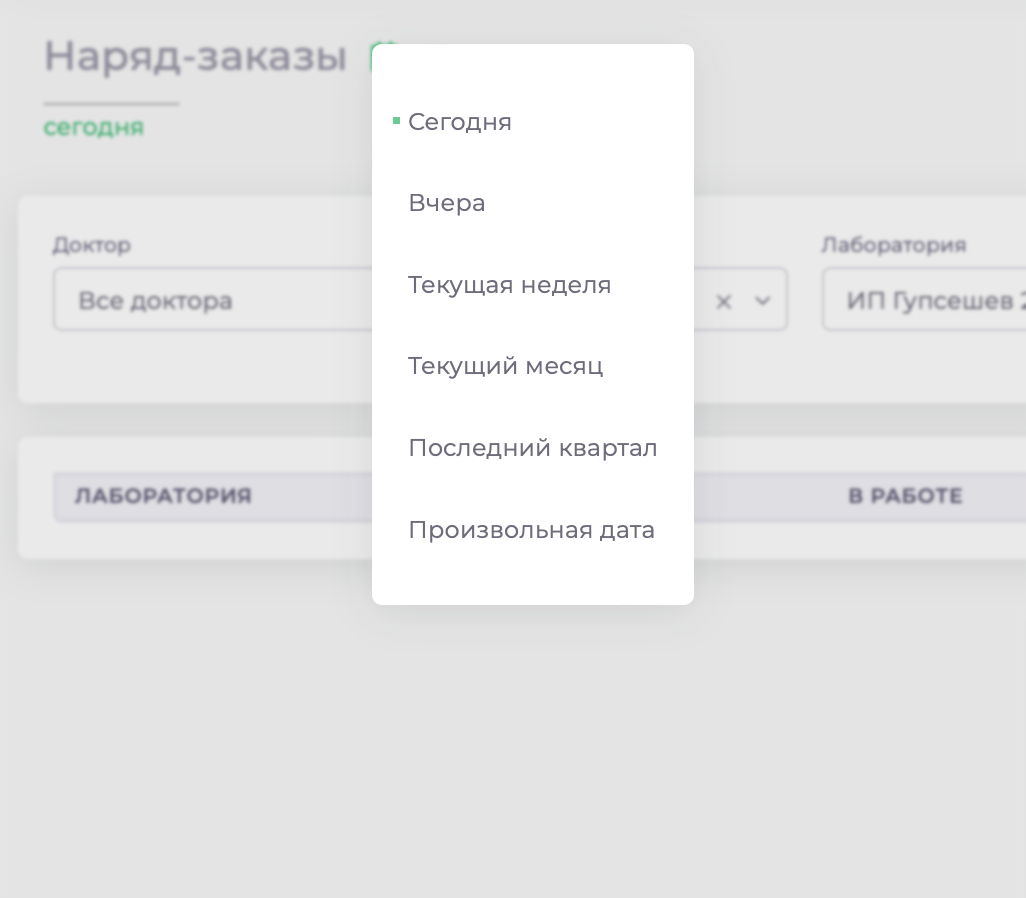 Наряд-заказы
сегодня
Сегодня
Вчера
Текущая неделя
Текущий месяц
Последний квартал
Произвольная дата
Доктор
Все доктора
Лаборатория
ИП Гупсешев
ЛАБОРАТОРИЯ
В РАБОТЕ